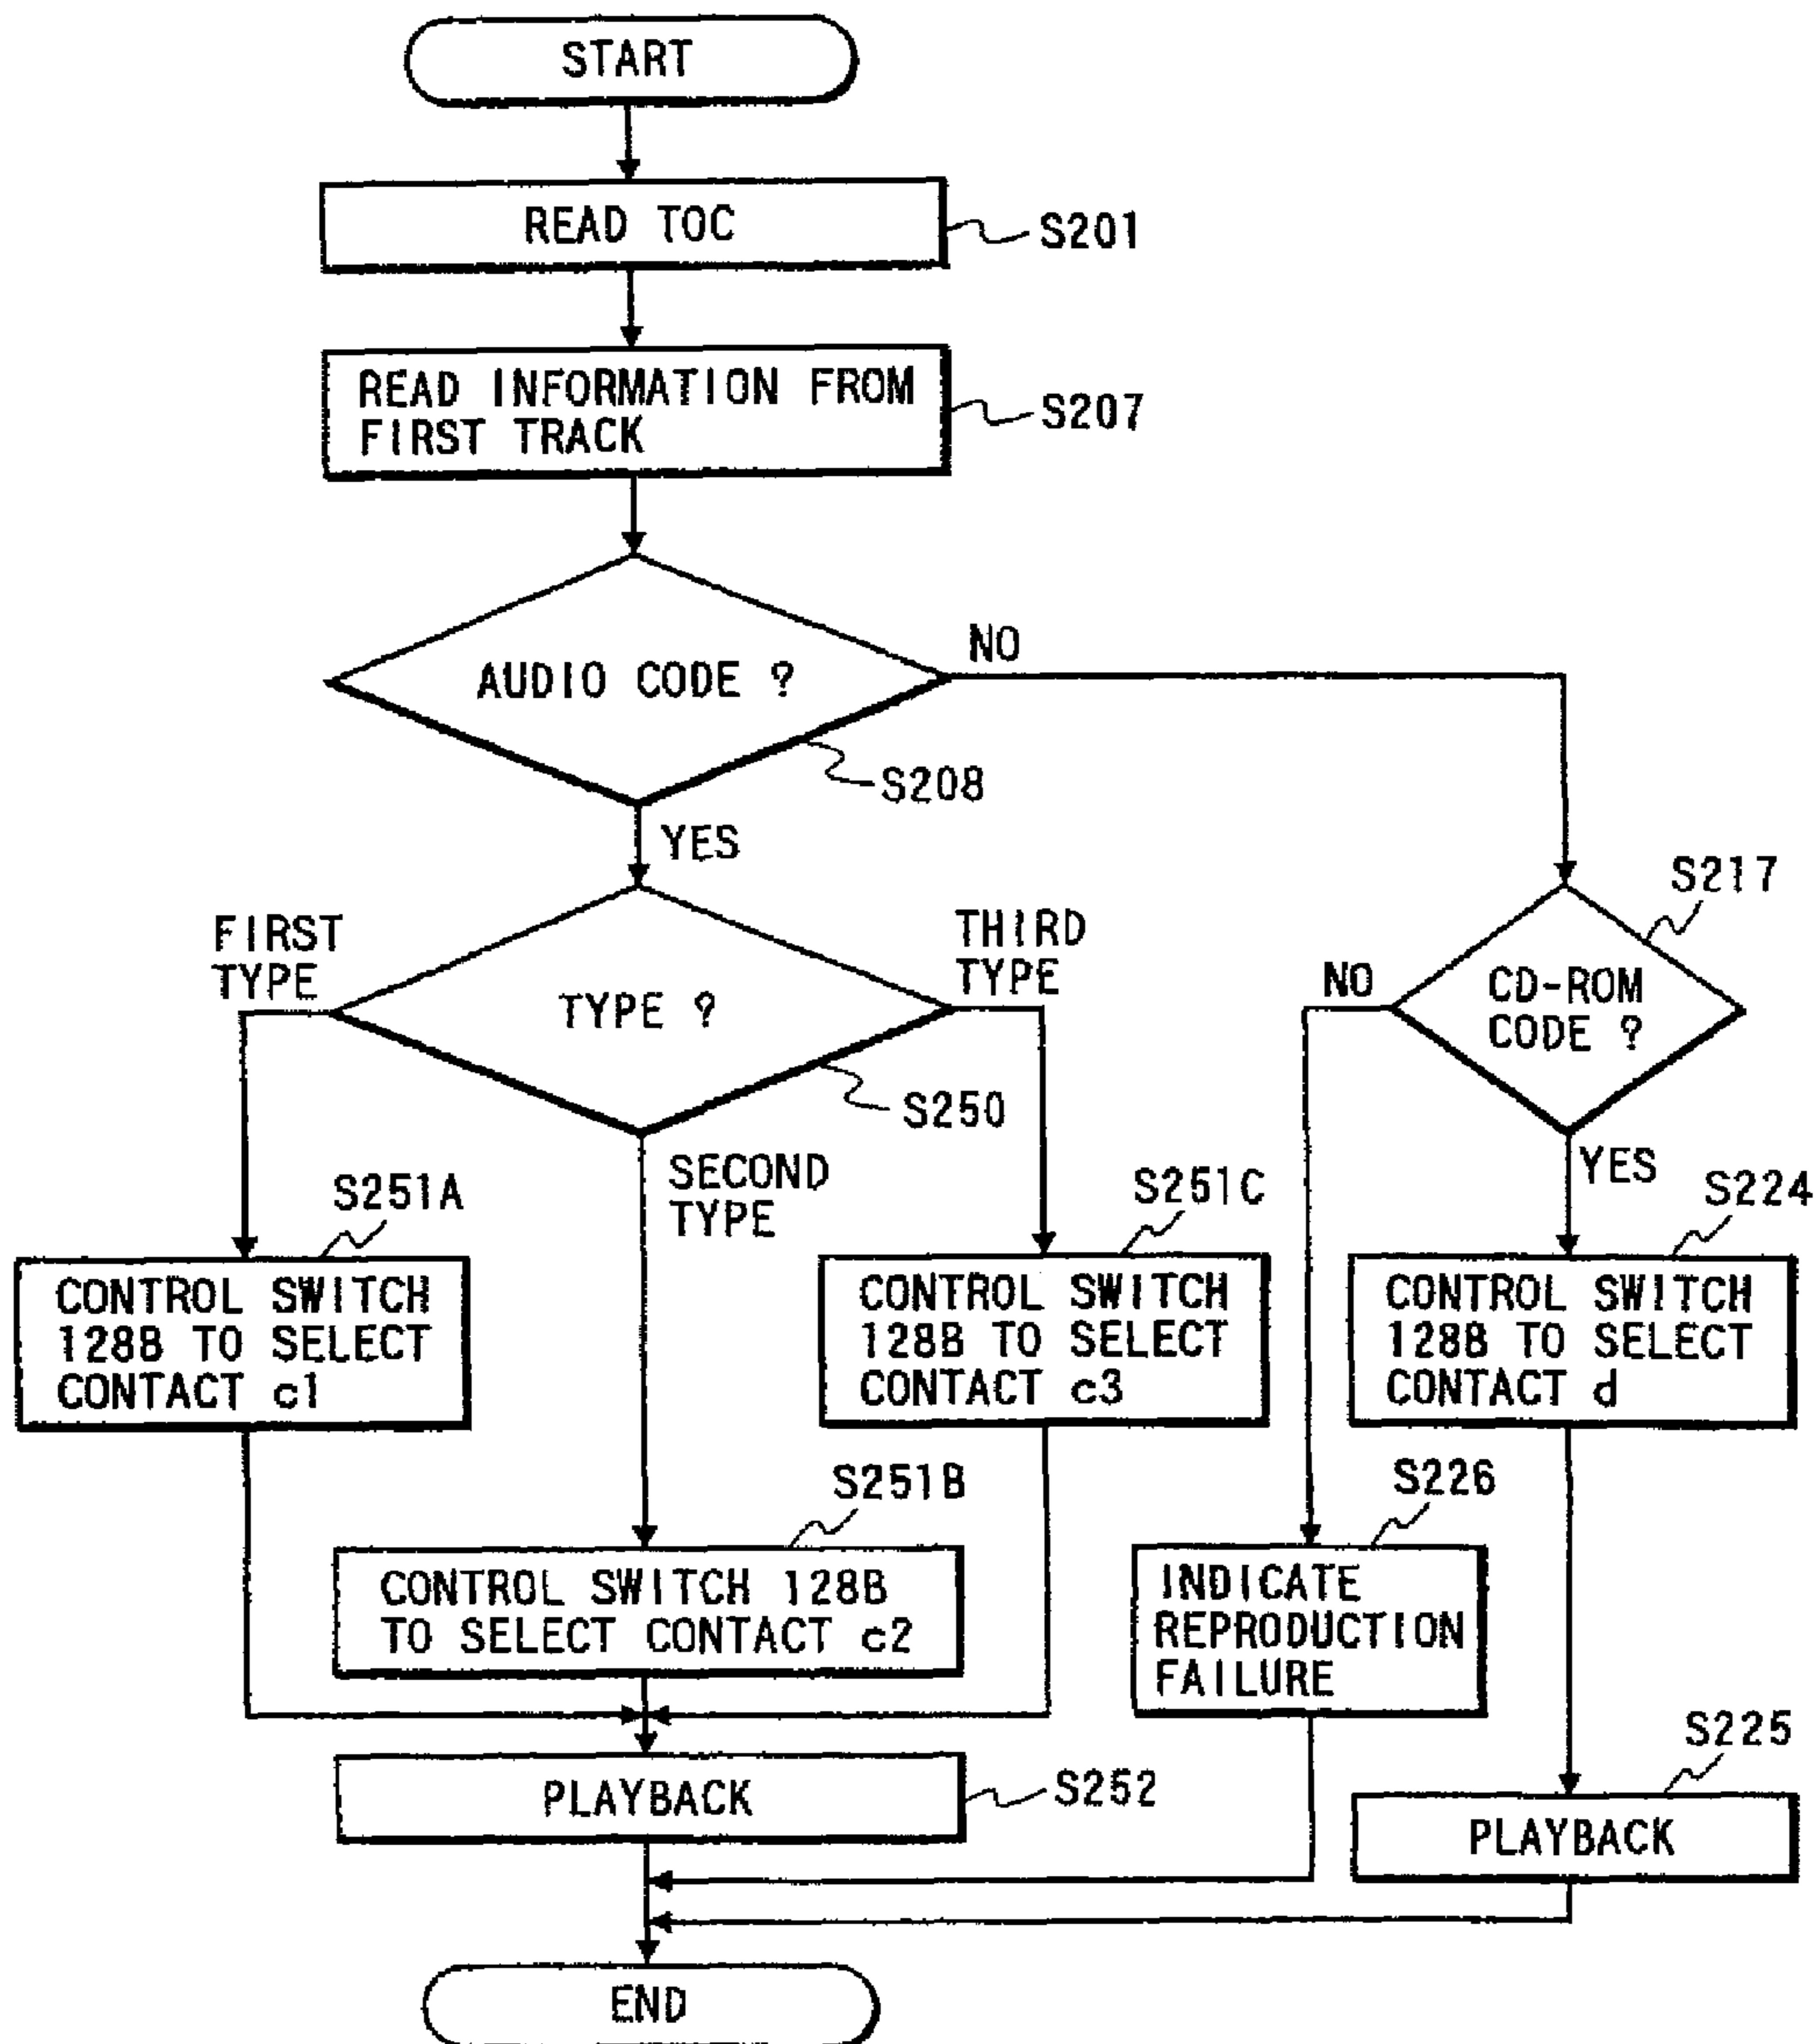 START
READ TOC
S201
READ INFORMATION FROM
FIRST TRACK
S207
AUDIO CODE ?
NO
S208
YES
FIRST
TYPE
TYPE ?
THIRD
TYPE
S250
SECOND
TYPE
S217
CD-ROM
CODE ?
NO
YES
S251A
CONTROL SWITCH
128B TO SELECT
CONTACT c1
S251C
CONTROL SWITCH
128B TO SELECT
CONTACT c3
S224
CONTROL SWITCH
128B TO SELECT
CONTACT d
S251B
CONTROL SWITCH 128B
TO SELECT CONTACT c2
S226
INDICATE
REPRODUCTION
FAILURE
PLAYBACK
S252
S225
PLAYBACK
END